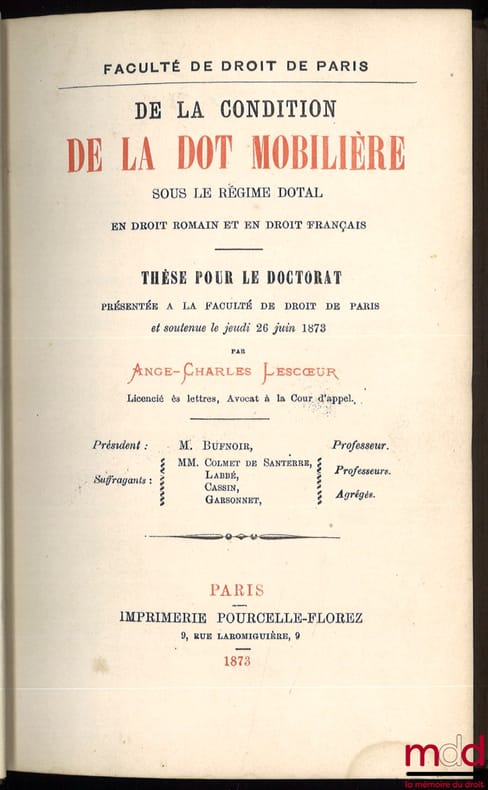 FACULTÉ DE DROIT DE PARIS
DE LA CONDITION
DE LA DOT MOBILIÈRE
SOUS LE RÉGIME DOTAL
EN DROIT ROMAIN ET EN DROIT FRANÇAIS
THÈSE POUR LE DOCTORAT
PRÉSENTÉE A LA FACULTÉ DE DROIT DE PARIS
et soutenue le jeudi 26 juin 1873
PAR
ANGE-CHARLES LESCŒUR
Licencié ès lettres, Avocat à la Cour d'appel.
Président : M. BUFNOIR, Professeur.
Suffragants : MM. COLMET DE SANTERRE, Professeurs.
LABBÉ,
CASSIN, Agrégés.
GARSONNET,
PARIS
IMPRIMERIE POURCELLE-FLOREZ
9, RUE LAROMIGUIÈRE, 9
1873
mdd
la mémoire du droit